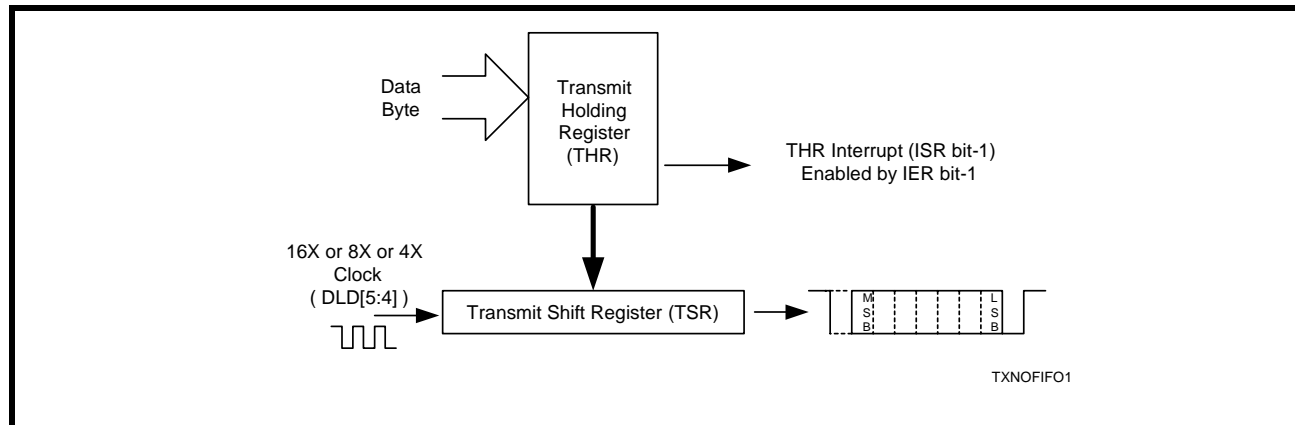 Data
Byte
Transmit
Holding
Register
(THR)
THR Interrupt (ISR bit-1)
Enabled by IER bit-1
16X or 8X or 4X
Clock
( DLD[5:4] )
Transmit Shift Register (TSR)
M
S
B
L
S
B
TXNOFIFO1